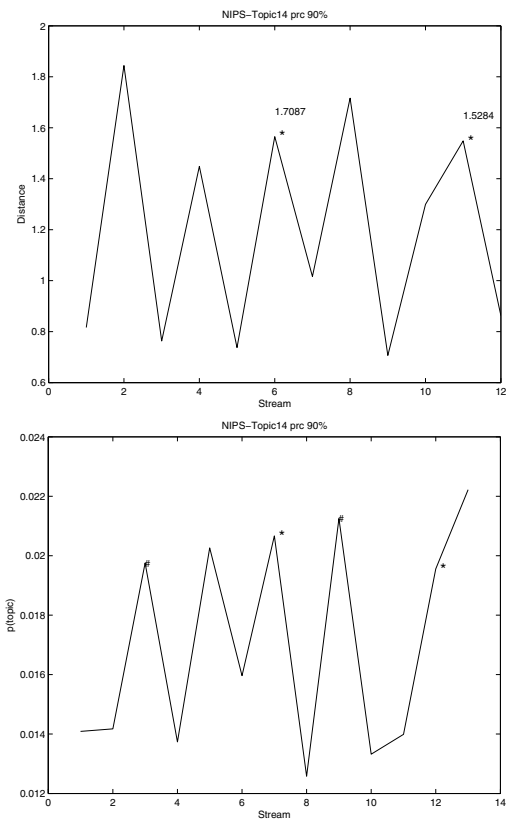 NIPS−Topic14 prc 90%
2
1.8
1.6
1.4
1.2
1
0.8
0.6
Distance
1.7087
*
1.5284
*
0 2 4 6 8 10 12
Stream
NIPS−Topic14 prc 90%
0.024
0.022
0.02
0.018
0.016
0.014
0.012
p(topic)
#
*
#
*
0 2 4 6 8 10 12 14
Stream